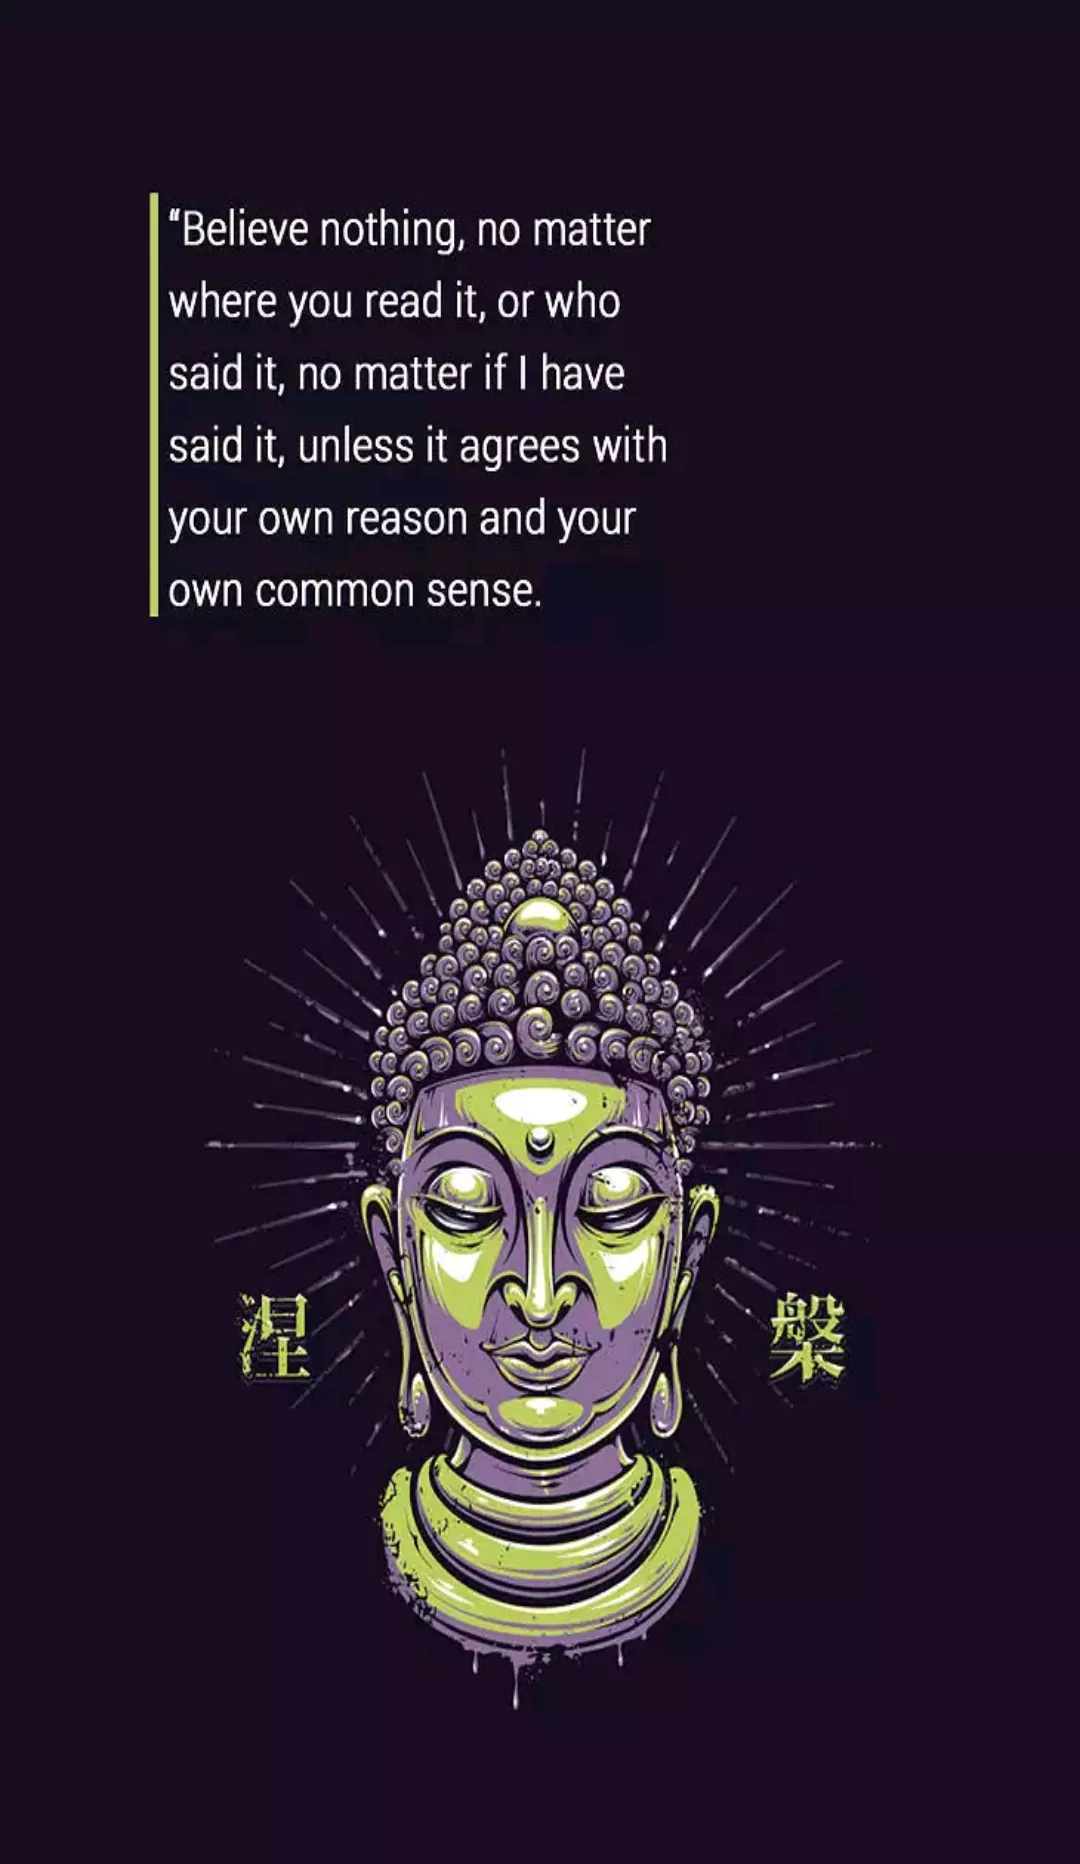 “Believe nothing, no matter
where you read it, or who
said it, no matter if I have
said it, unless it agrees with
your own reason and your
own common sense.
涅 槃